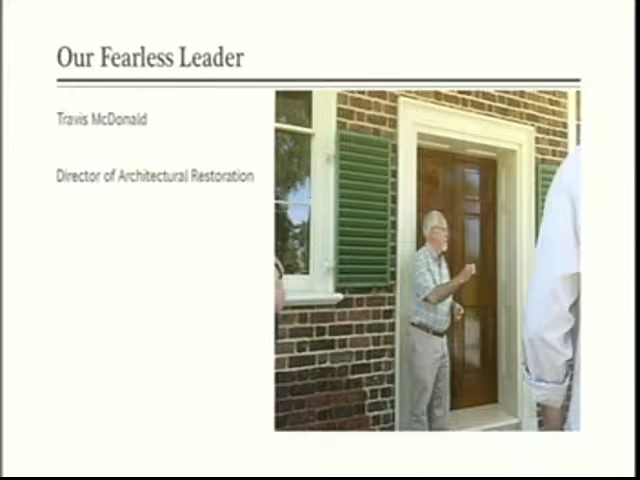 Our Fearless Leader
Travis McDonald
Director of Architectural Restoration